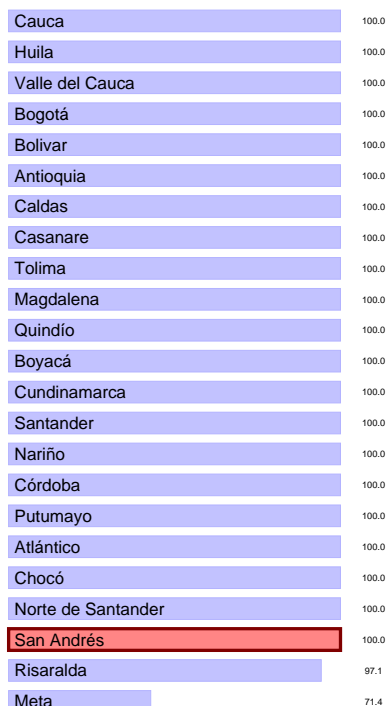 Cauca 100.0
Huila 100.0
Valle del Cauca 100.0
Bogotá 100.0
Bolivar 100.0
Antioquia 100.0
Caldas 100.0
Casanare 100.0
Tolima 100.0
Magdalena 100.0
Quindío 100.0
Boyacá 100.0
Cundinamarca 100.0
Santander 100.0
Nariño 100.0
Córdoba 100.0
Putumayo 100.0
Atlántico 100.0
Chocó 100.0
Norte de Santander 100.0
San Andrés 100.0
Risaralda 97.1
Meta 71.4